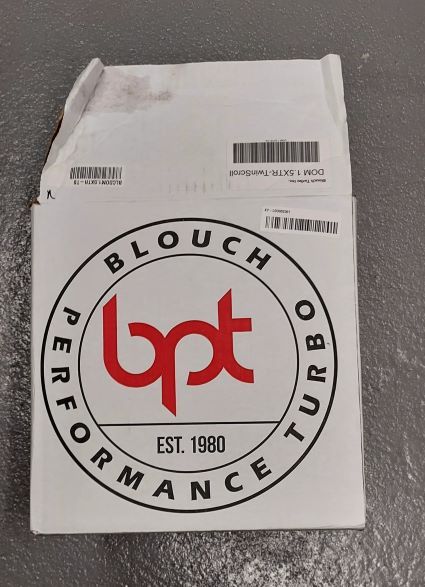 Blouch Turbo Inc.
DOM 1.5XTR-TwinScroll
BLOUCH
PERFORMANCE TURBO
bpt
EST. 1980